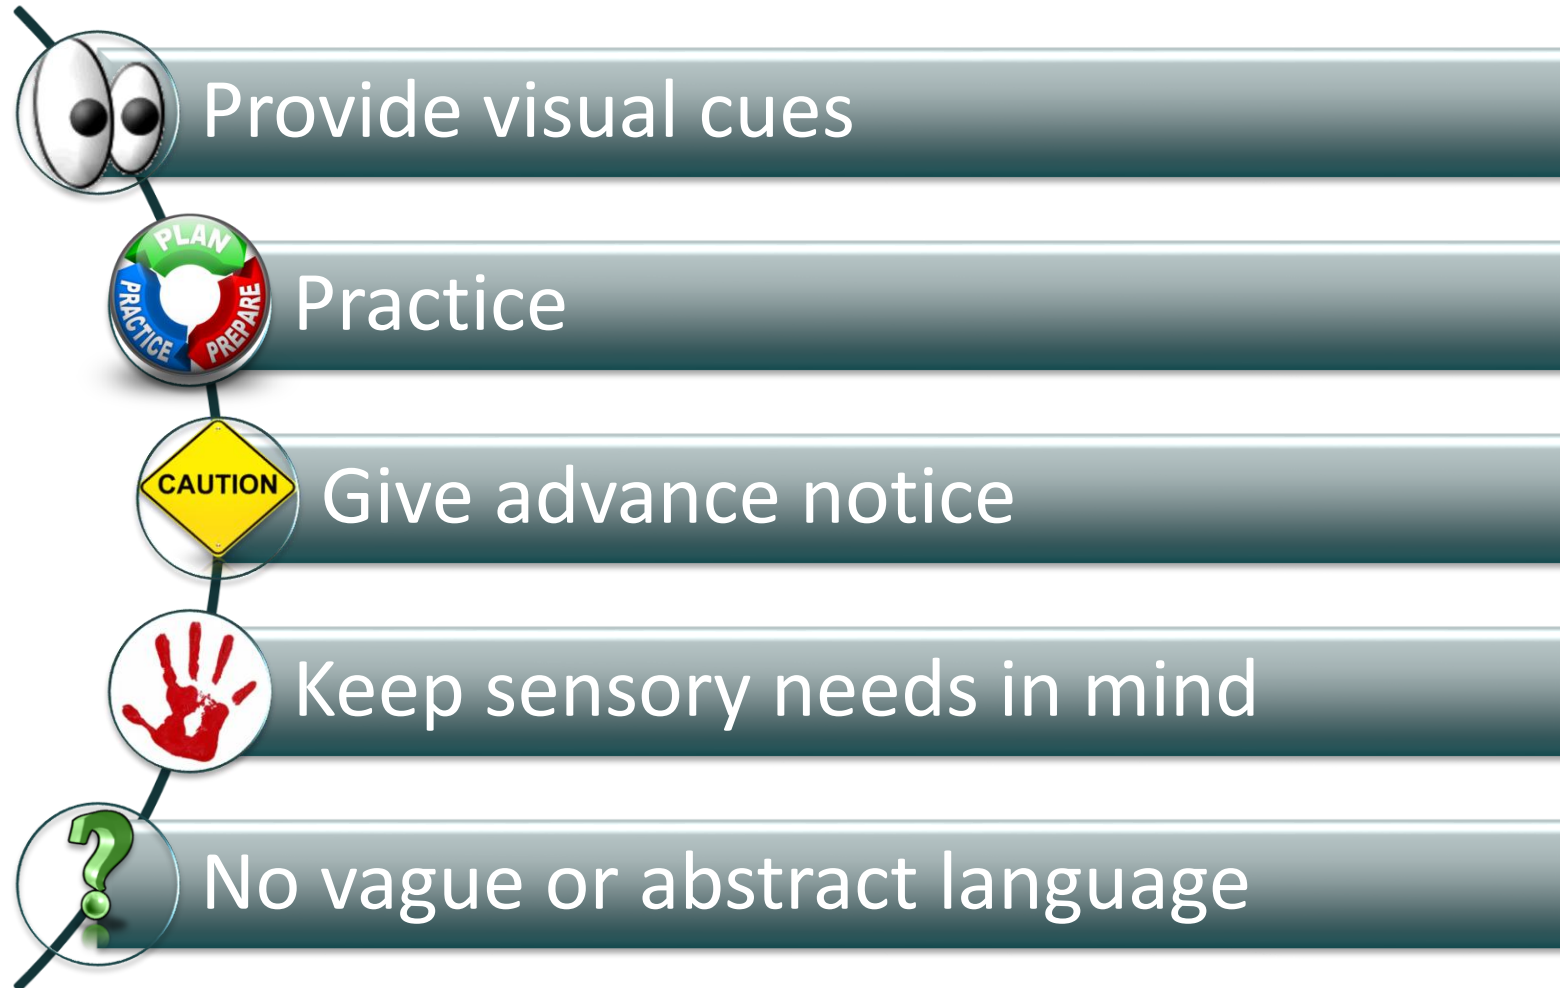 Provide visual cues
PLAN
PREPARE
PRACTICE
Practice
CAUTION
Give advance notice
Keep sensory needs in mind
No vague or abstract language